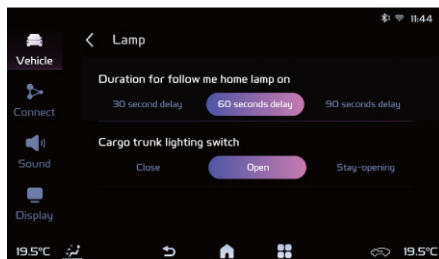 11:44
Vehicle
Lamp
Duration for follow me home lamp on
30 second delay 60 seconds delay 90 seconds delay
Connect
Cargo trunk lighting switch
Sound
Close Open Stay-opening
Display
19.5°C 19.5°C